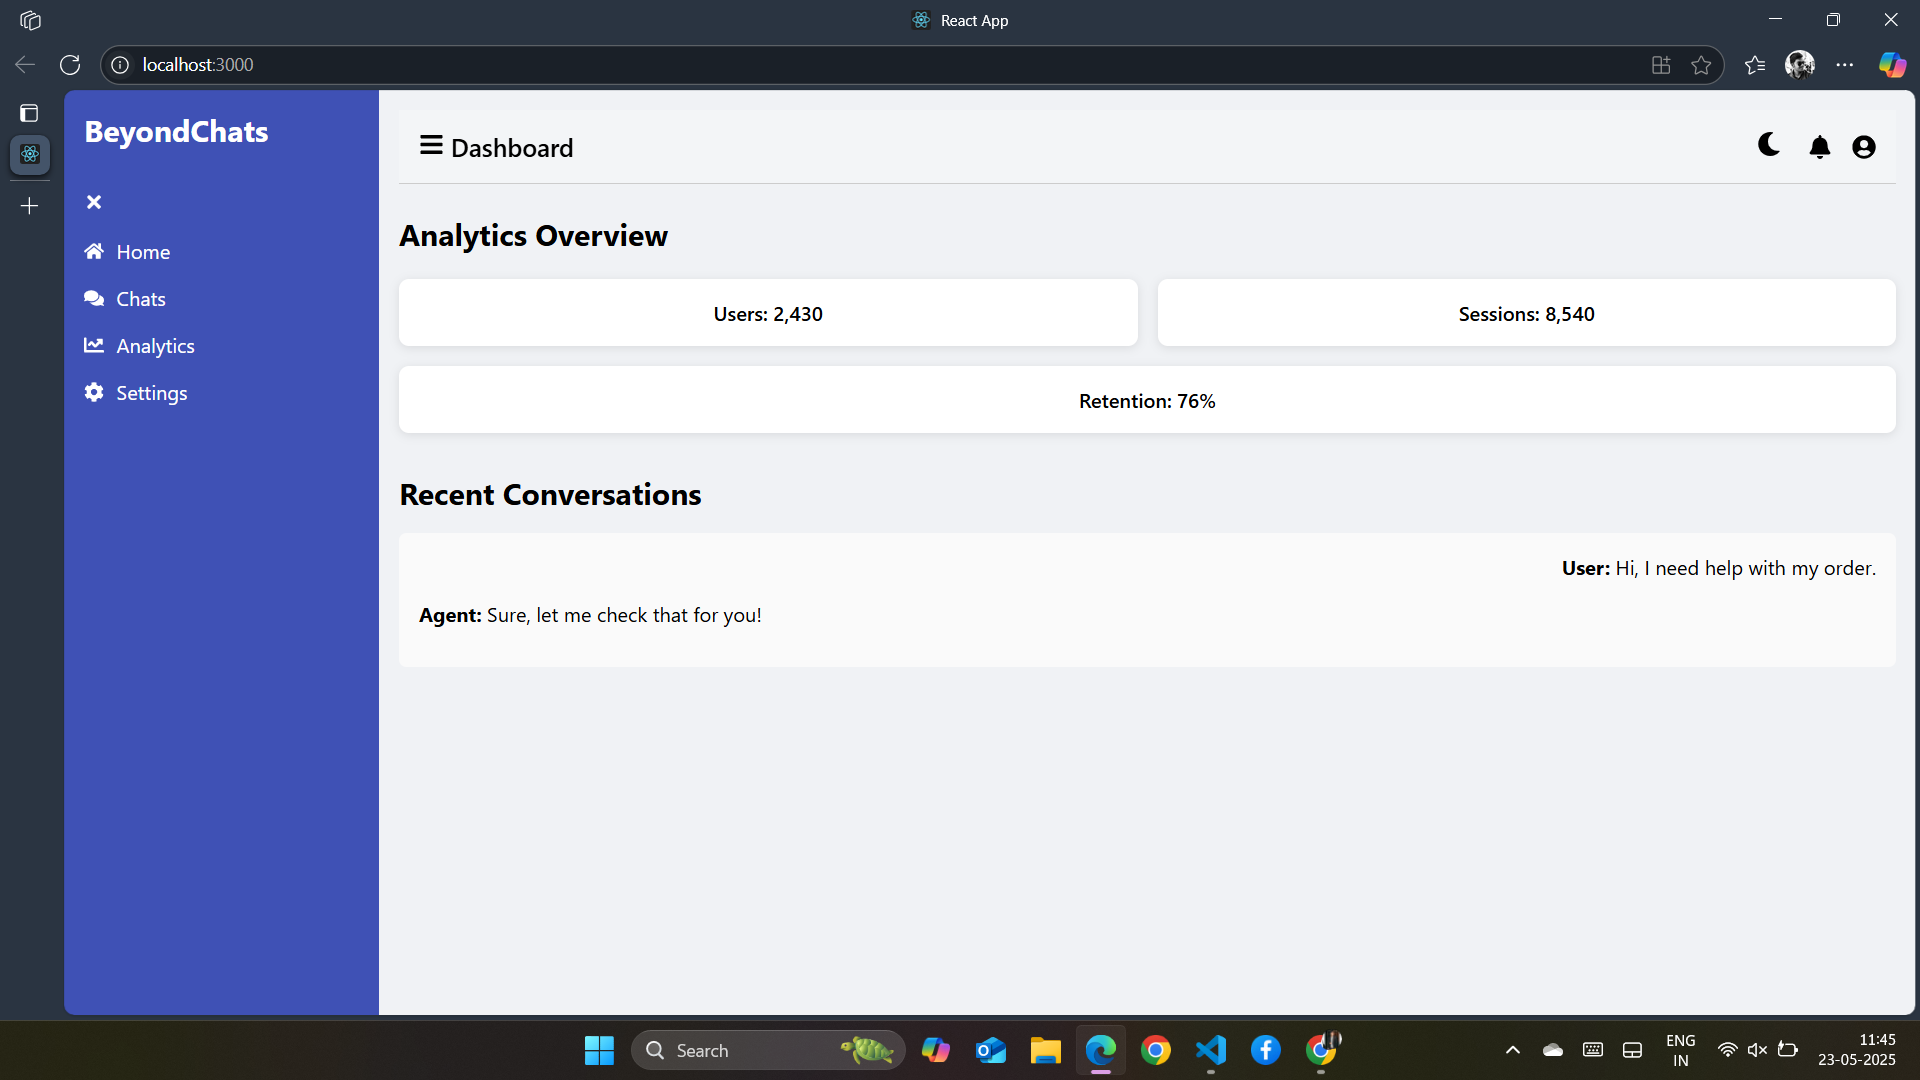 React App
localhost:3000
BeyondChats
Home
Chats
Analytics
Settings
Dashboard
Analytics Overview
Users: 2,430
Sessions: 8,540
Retention: 76%
Recent Conversations
User: Hi, I need help with my order.
Agent: Sure, let me check that for you!
Search
ENG
IN
11:45
23-05-2025